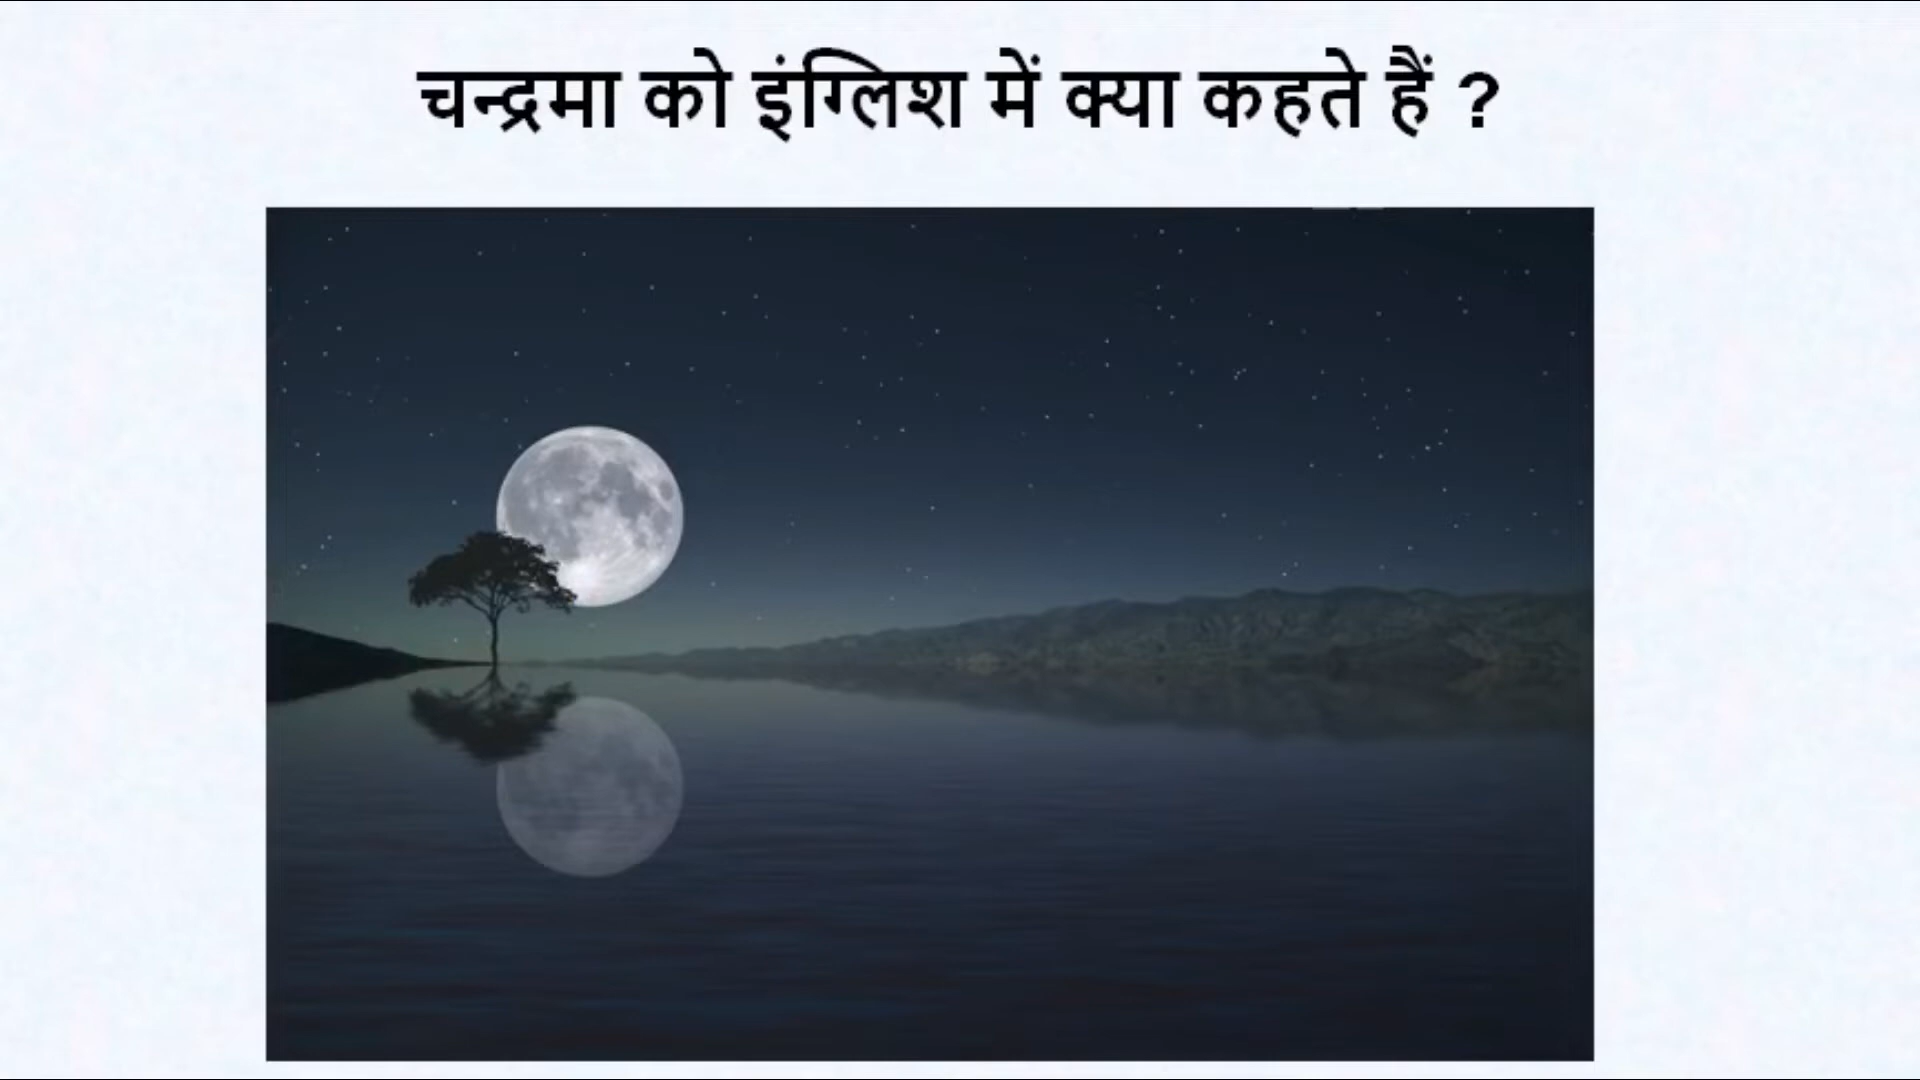 चन्द्रमा को इंग्लिश में क्या कहते हैं ?